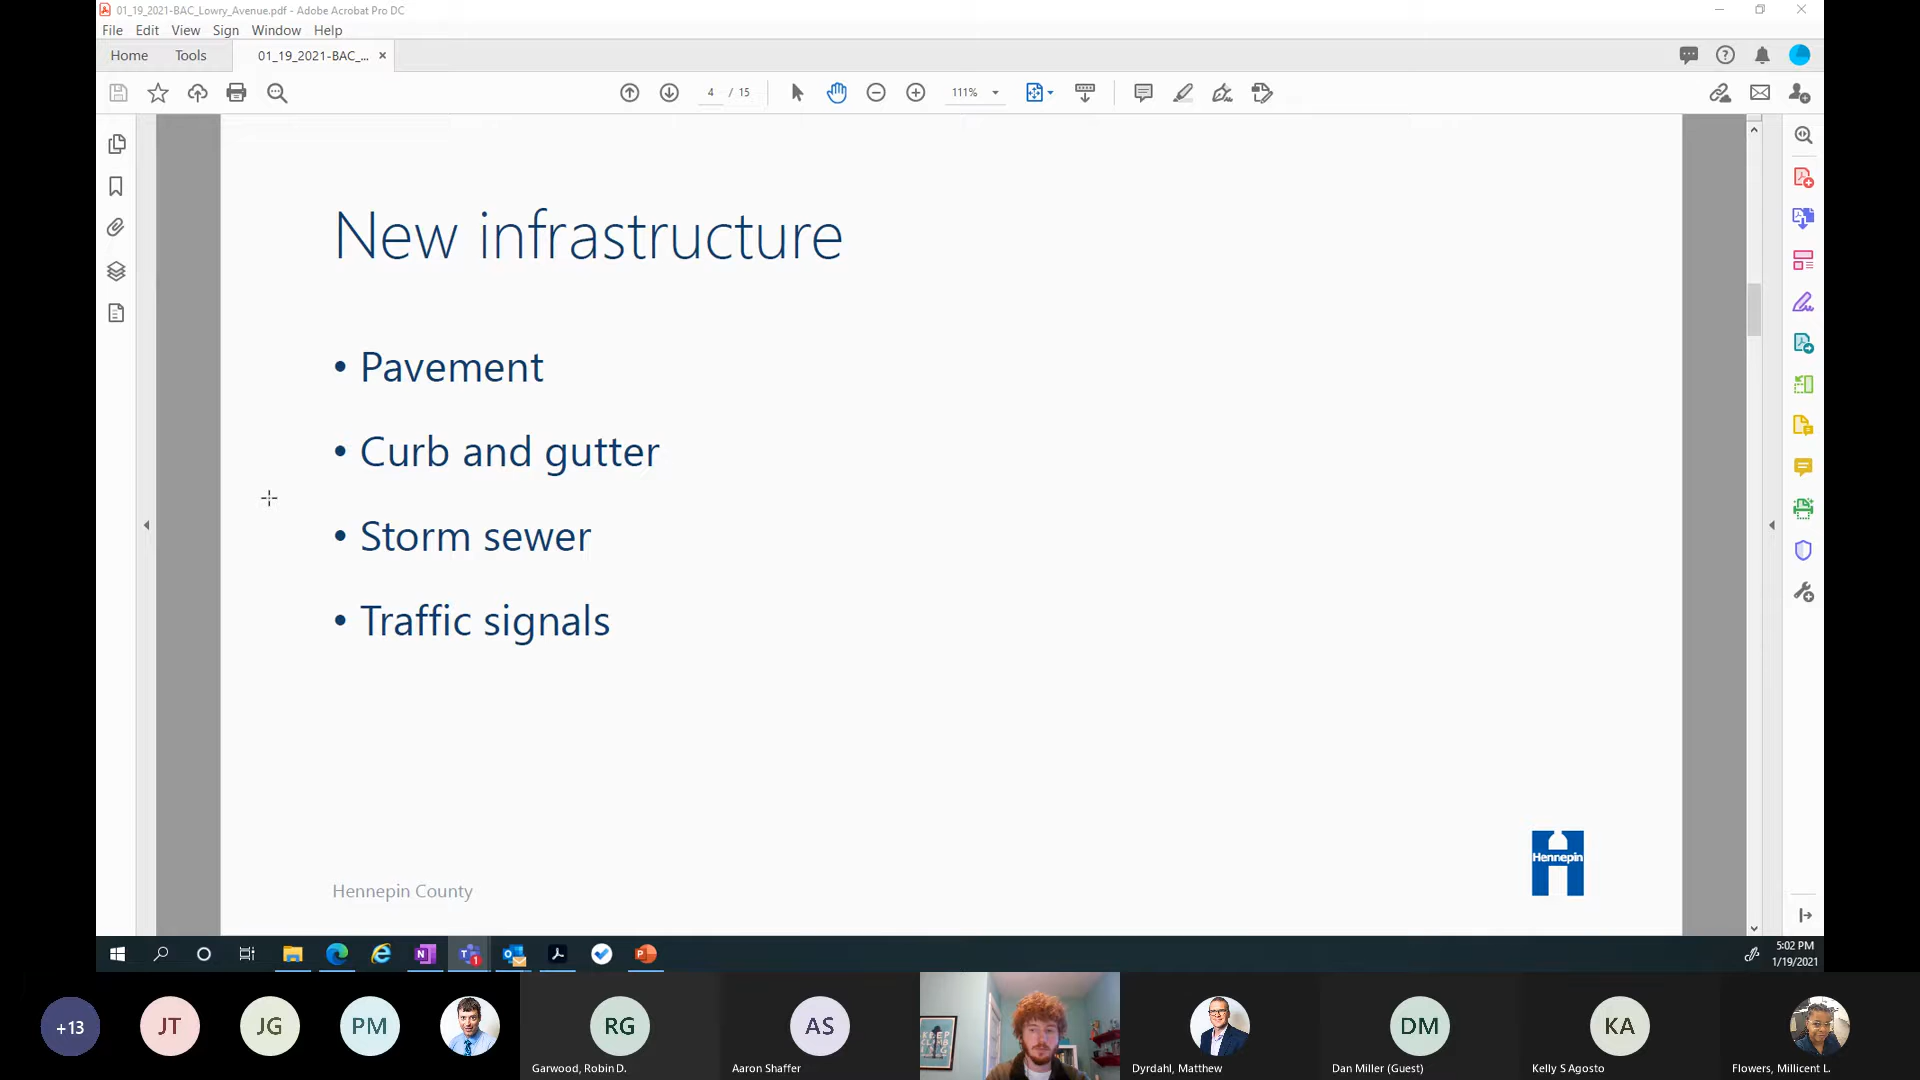 01_19_2021-BAC_Lowry_Avenue.pdf - Adobe Acrobat Pro DC
File Edit View Sign Window Help
Home Tools 01_19_2021-BAC_...
4 / 15 111%
New infrastructure
• Pavement
• Curb and gutter
• Storm sewer
• Traffic signals
Hennepin
Hennepin County
5:02 PM
1/19/2021
+13
JT
JG
PM
RG
AS
DM
KA
Garwood, Robin D.
Aaron Shaffer
Dyrdahl, Matthew
Dan Miller (Guest)
Kelly S Agosto
Flowers, Millicent L.